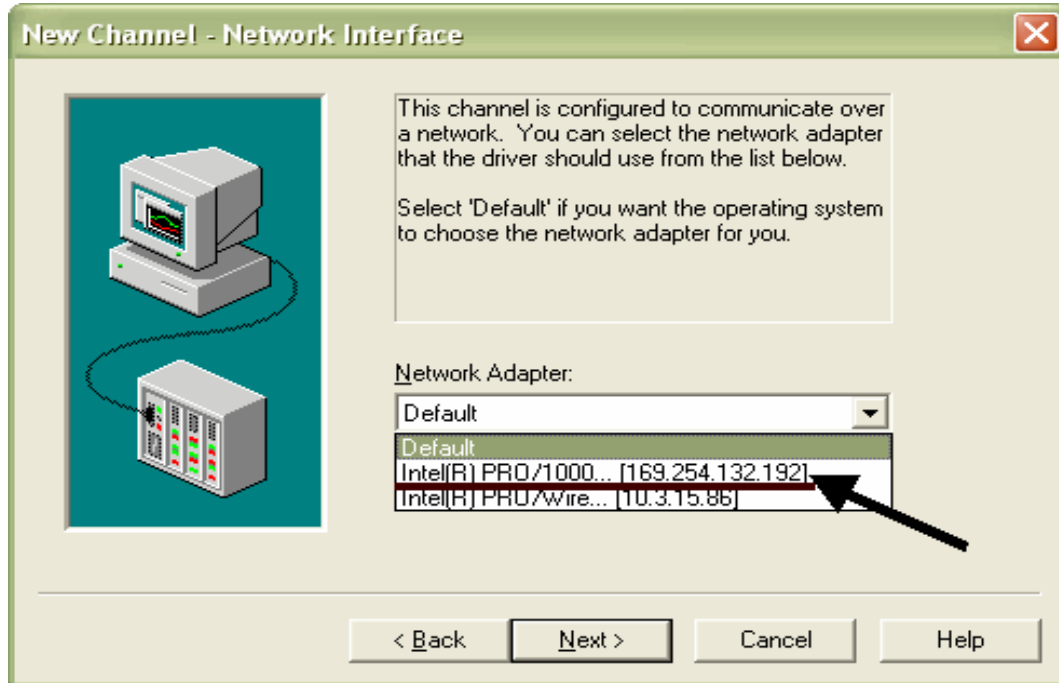 New Channel - Network Interface
This channel is configured to communicate over
a network.  You can select the network adapter
that the driver should use from the list below.
Select 'Default' if you want the operating system
to choose the network adapter for you.
Network Adapter:
Default
Default
Intel(R) PRO/1000... [169.254.132.192]
Intel(R) PRO/Wire... [10.3.15.86]
< Back
Next >
Cancel
Help